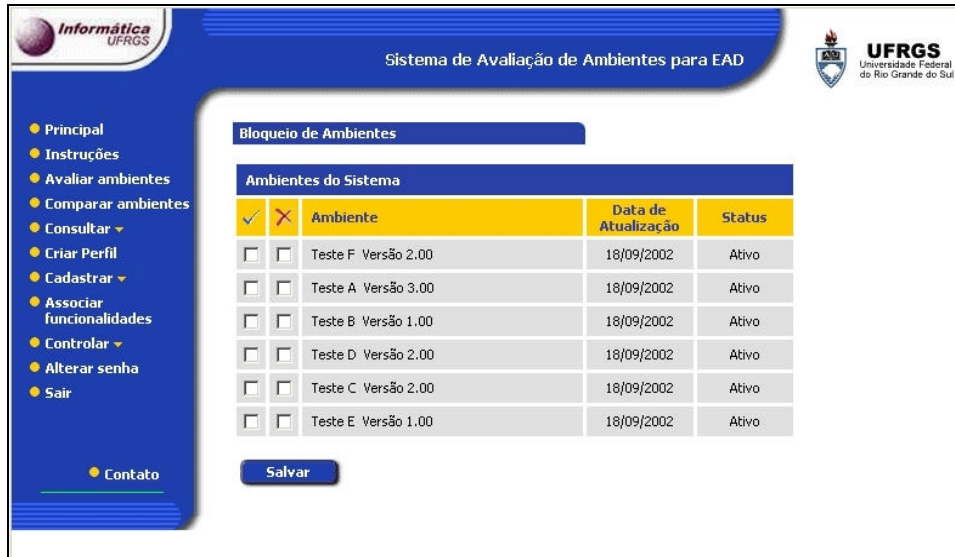 Informática
UFRGS
Sistema de Avaliação de Ambientes para EAD
UFRGS
Universidade Federal
do Rio Grande do Sul
Principal
Instruções
Avaliar ambientes
Comparar ambientes
Consultar
Criar Perfil
Cadastrar
Associar
funcionalidades
Controlar
Alterar senha
Sair
Contato
Bloqueio de Ambientes
Ambientes do Sistema
Ambiente Data de Atualização Status
Teste F Versão 2.00 18/09/2002 Ativo
Teste A Versão 3.00 18/09/2002 Ativo
Teste B Versão 1.00 18/09/2002 Ativo
Teste D Versão 2.00 18/09/2002 Ativo
Teste C Versão 2.00 18/09/2002 Ativo
Teste E Versão 1.00 18/09/2002 Ativo
Salvar